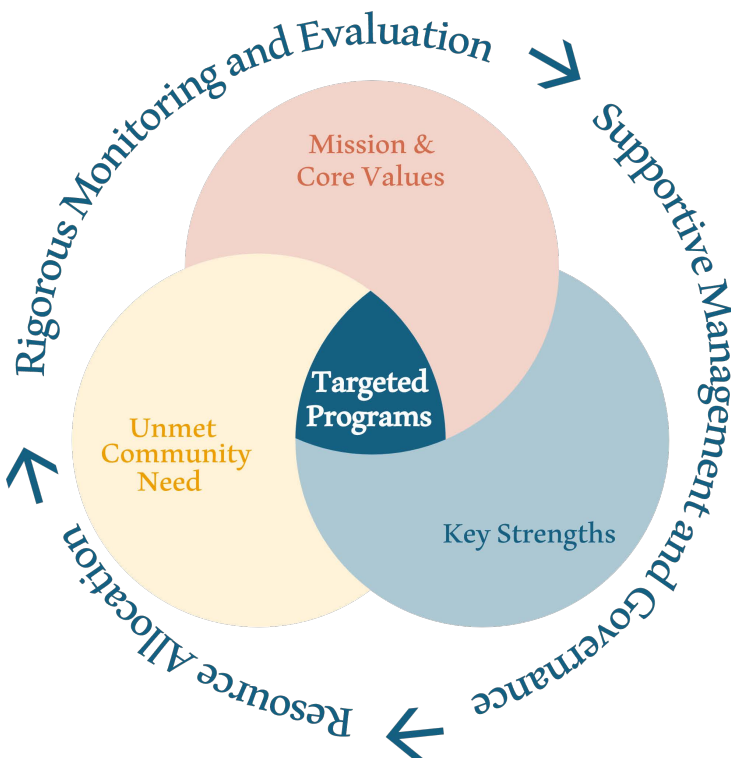 Rigorous Monitoring and Evaluation
Supportive Management and Governance
Resource Allocation
Mission &
Core Values
Targeted
Programs
Unmet
Community
Need
Key Strengths